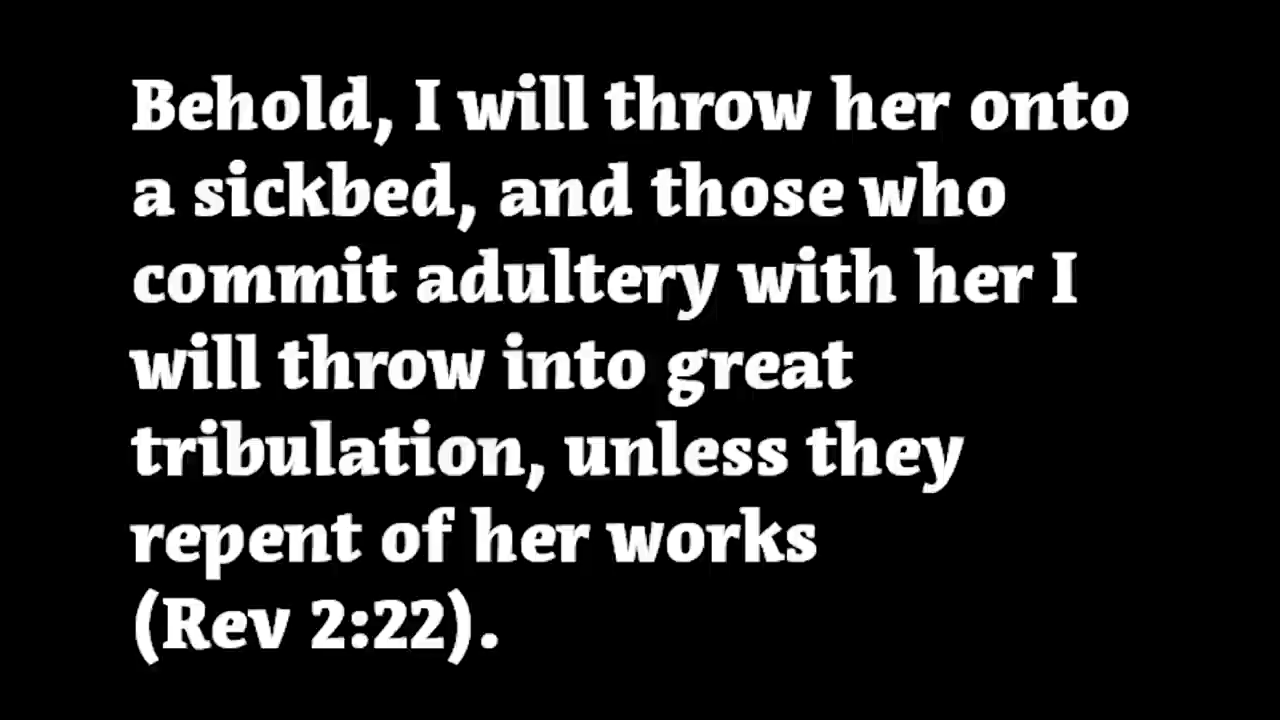 Behold, I will throw her onto
a sickbed, and those who
commit adultery with her I
will throw into great
tribulation, unless they
repent of her works
(Rev 2:22).